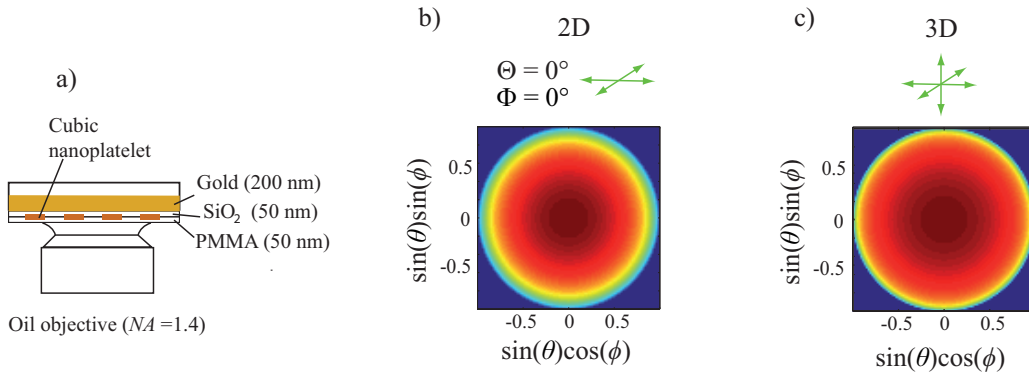 a)
Cubic
nanoplatelet
Gold (200 nm)
SiO₂ (50 nm)
PMMA (50 nm)
Oil objective (NA =1.4)
b)
2D
Θ = 0°
Φ = 0°
sin(θ)sin(ϕ)
0.5
0
-0.5
-0.5 0 0.5
sin(θ)cos(ϕ)
c)
3D
sin(θ)sin(ϕ)
0.5
0
-0.5
-0.5 0 0.5
sin(θ)cos(ϕ)